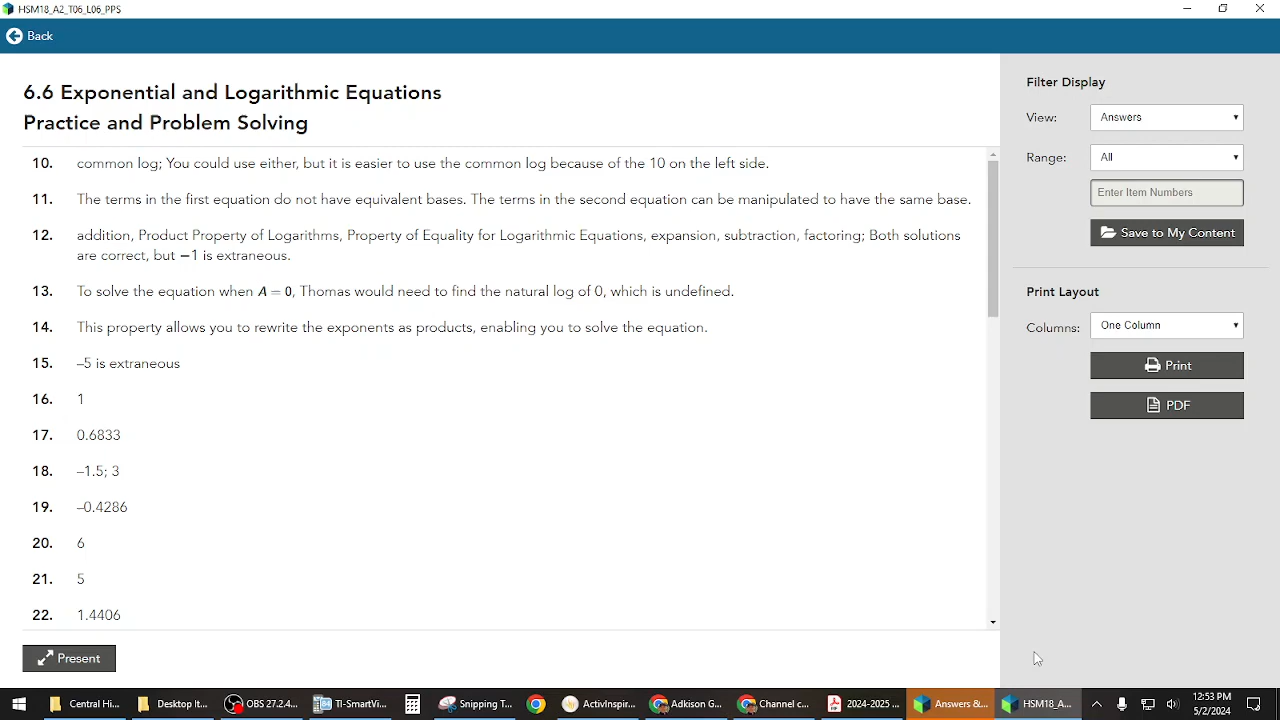 HSM18_A2_T06_L06_PPS
Back
6.6 Exponential and Logarithmic Equations
Practice and Problem Solving
10. common log; You could use either, but it is easier to use the common log because of the 10 on the left side.
11. The terms in the first equation do not have equivalent bases. The terms in the second equation can be manipulated to have the same base.
12. addition, Product Property of Logarithms, Property of Equality for Logarithmic Equations, expansion, subtraction, factoring; Both solutions
are correct, but −1 is extraneous.
13. To solve the equation when A = 0, Thomas would need to find the natural log of 0, which is undefined.
14. This property allows you to rewrite the exponents as products, enabling you to solve the equation.
15. –5 is extraneous
16. 1
17. 0.6833
18. –1.5; 3
19. –0.4286
20. 6
21. 5
22. 1.4406
Present
Filter Display
View: Answers
Range: All
Enter Item Numbers
Save to My Content
Print Layout
Columns: One Column
Print
PDF
Central Hi...
Desktop It...
OBS 27.2.4...
TI-SmartVi...
Snipping T...
ActivInspir...
Adkison G...
Channel c...
2024-2025 ...
Answers &...
HSM18_A...
12:53 PM
5/2/2024